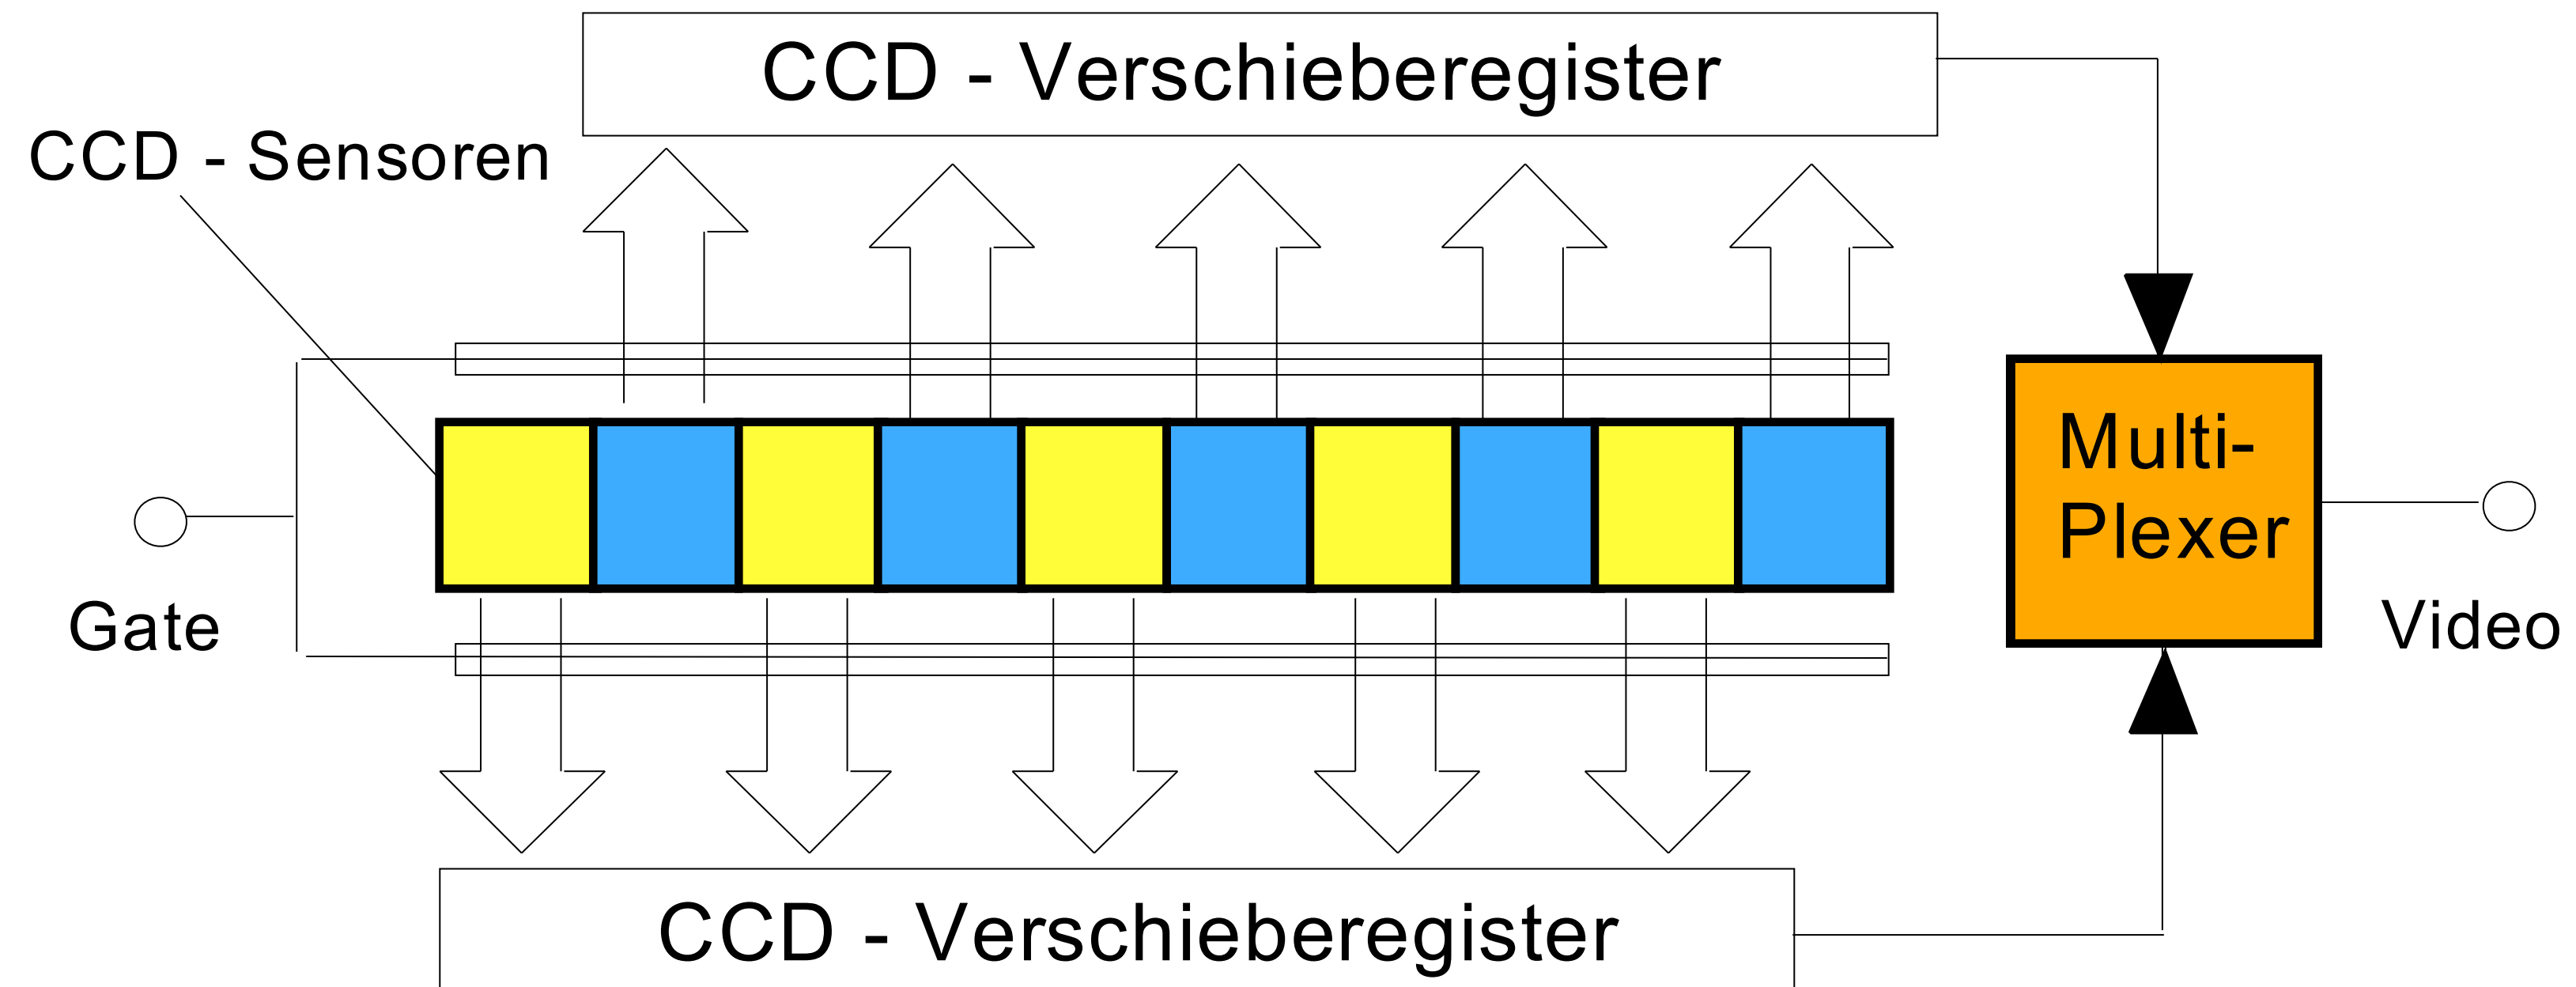 CCD - Verschieberegister
CCD - Sensoren
Multi-
Plexer
Gate
Video
CCD - Verschieberegister